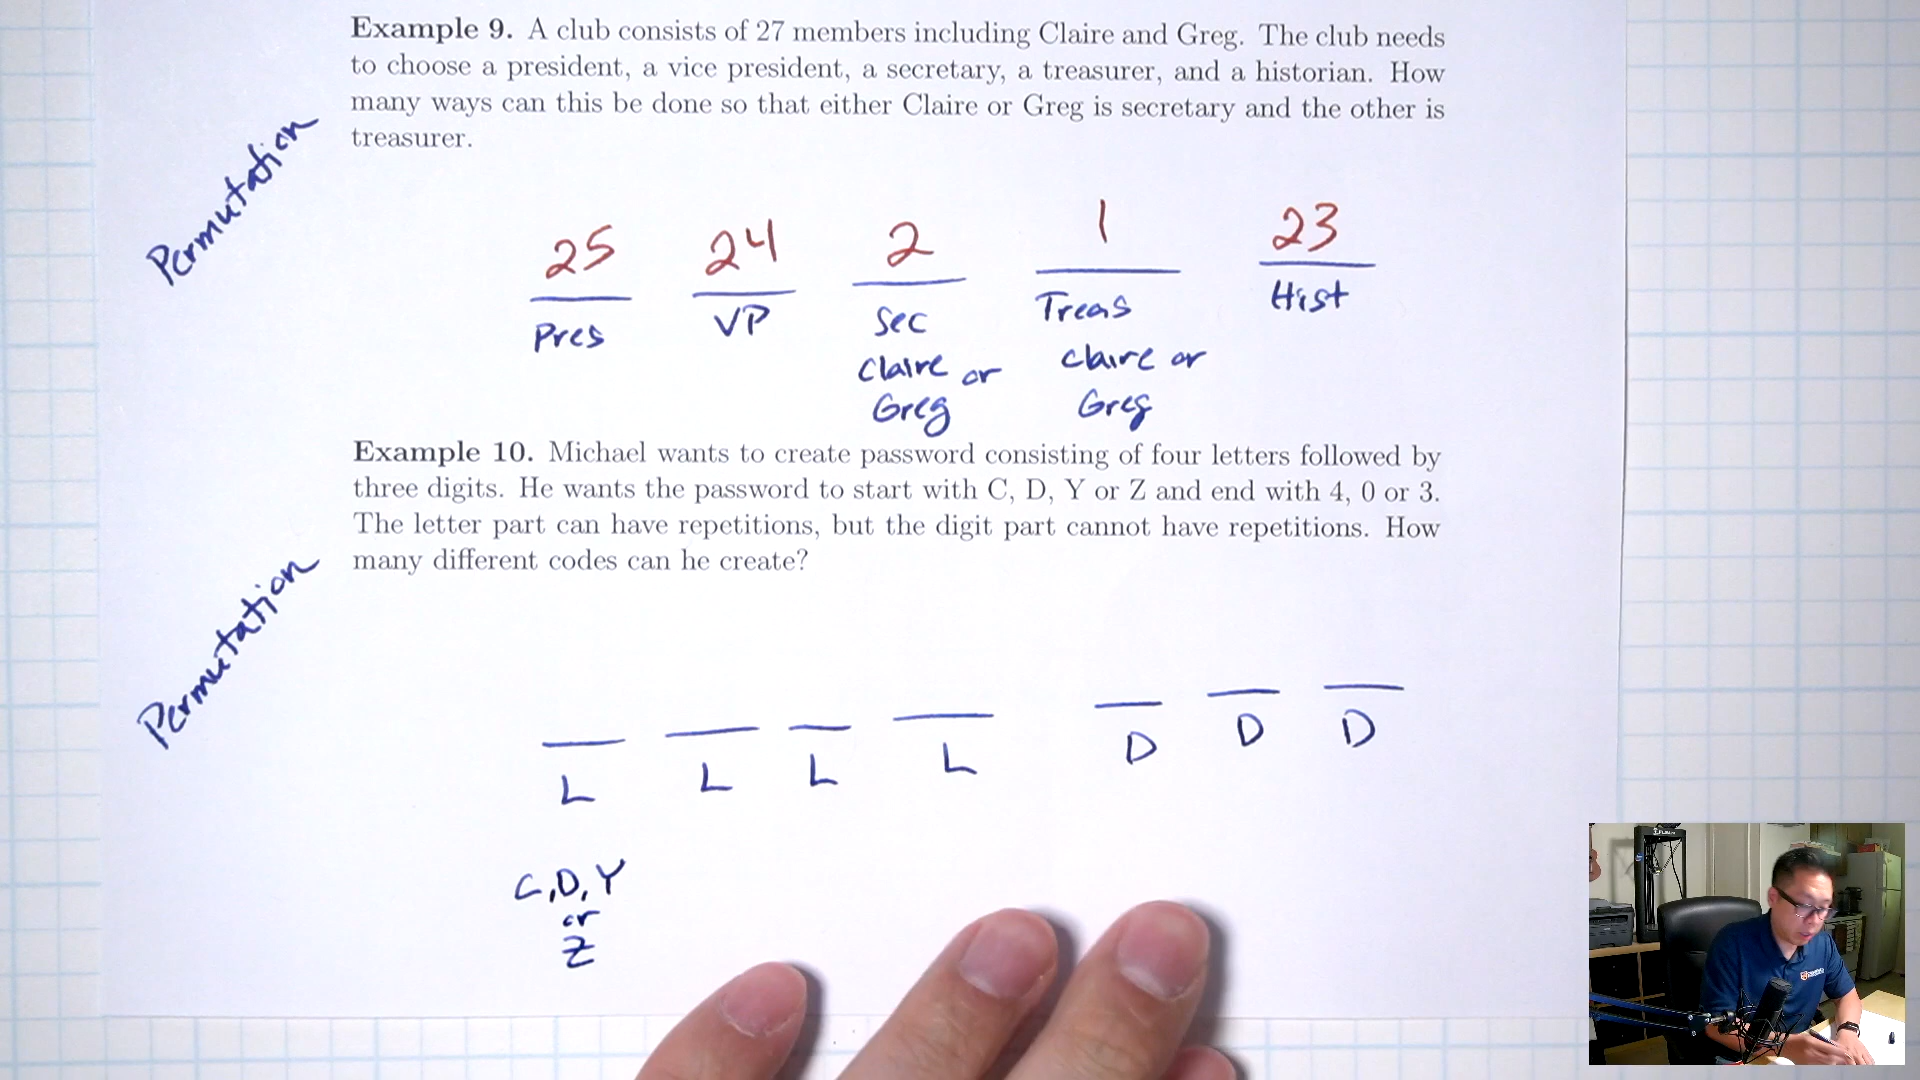 Example 9. A club consists of 27 members including Claire and Greg. The club needs
to choose a president, a vice president, a secretary, a treasurer, and a historian. How
many ways can this be done so that either Claire or Greg is secretary and the other is
treasurer.
Permutation
25 24 2 1 23
Pres VP Sec Treas Hist
Claire or Claire or
Greg Greg
Example 10. Michael wants to create password consisting of four letters followed by
three digits. He wants the password to start with C, D, Y or Z and end with 4, 0 or 3.
The letter part can have repetitions, but the digit part cannot have repetitions. How
many different codes can he create?
Permutation
L L L L D D D
C, D, Y
or
Z